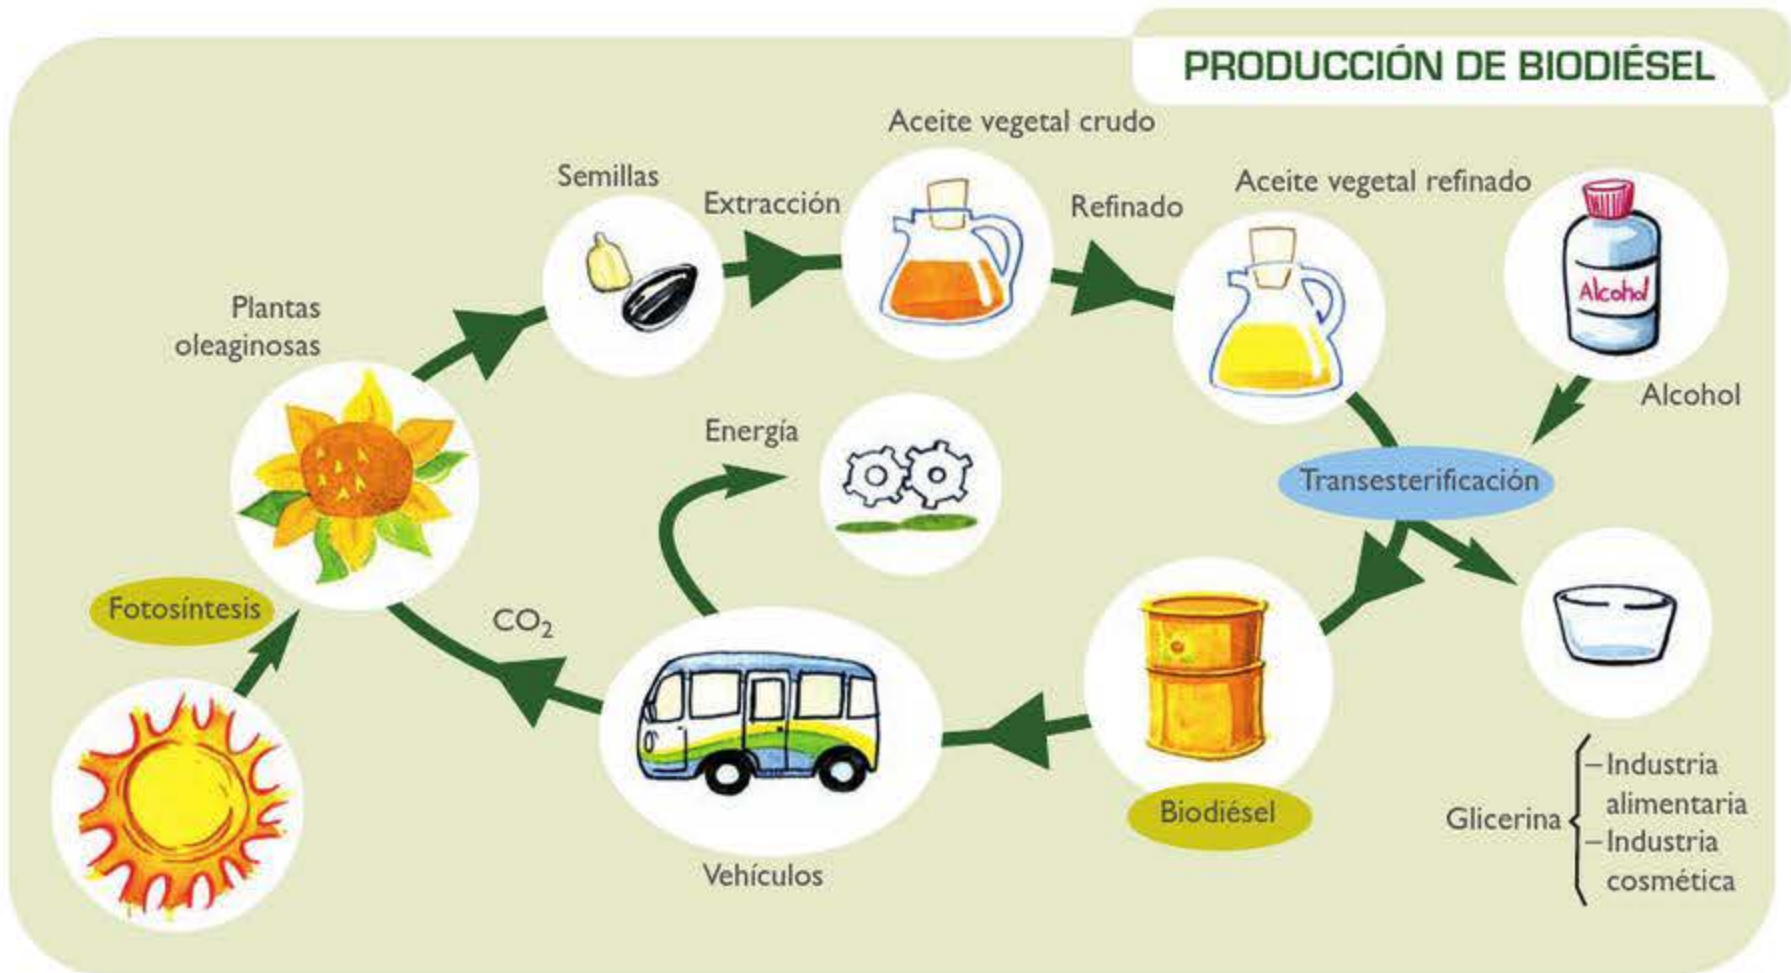 PRODUCCIÓN DE BIODIÉSEL
Aceite vegetal crudo
Semillas
Extracción
Refinado
Aceite vegetal refinado
Alcohol
Alcohol
Plantas
oleaginosas
Energía
Transesterificación
Fotosíntesis
CO₂
Vehículos
Biodiésel
Glicerina
–Industria
alimentaria
–Industria
cosmética